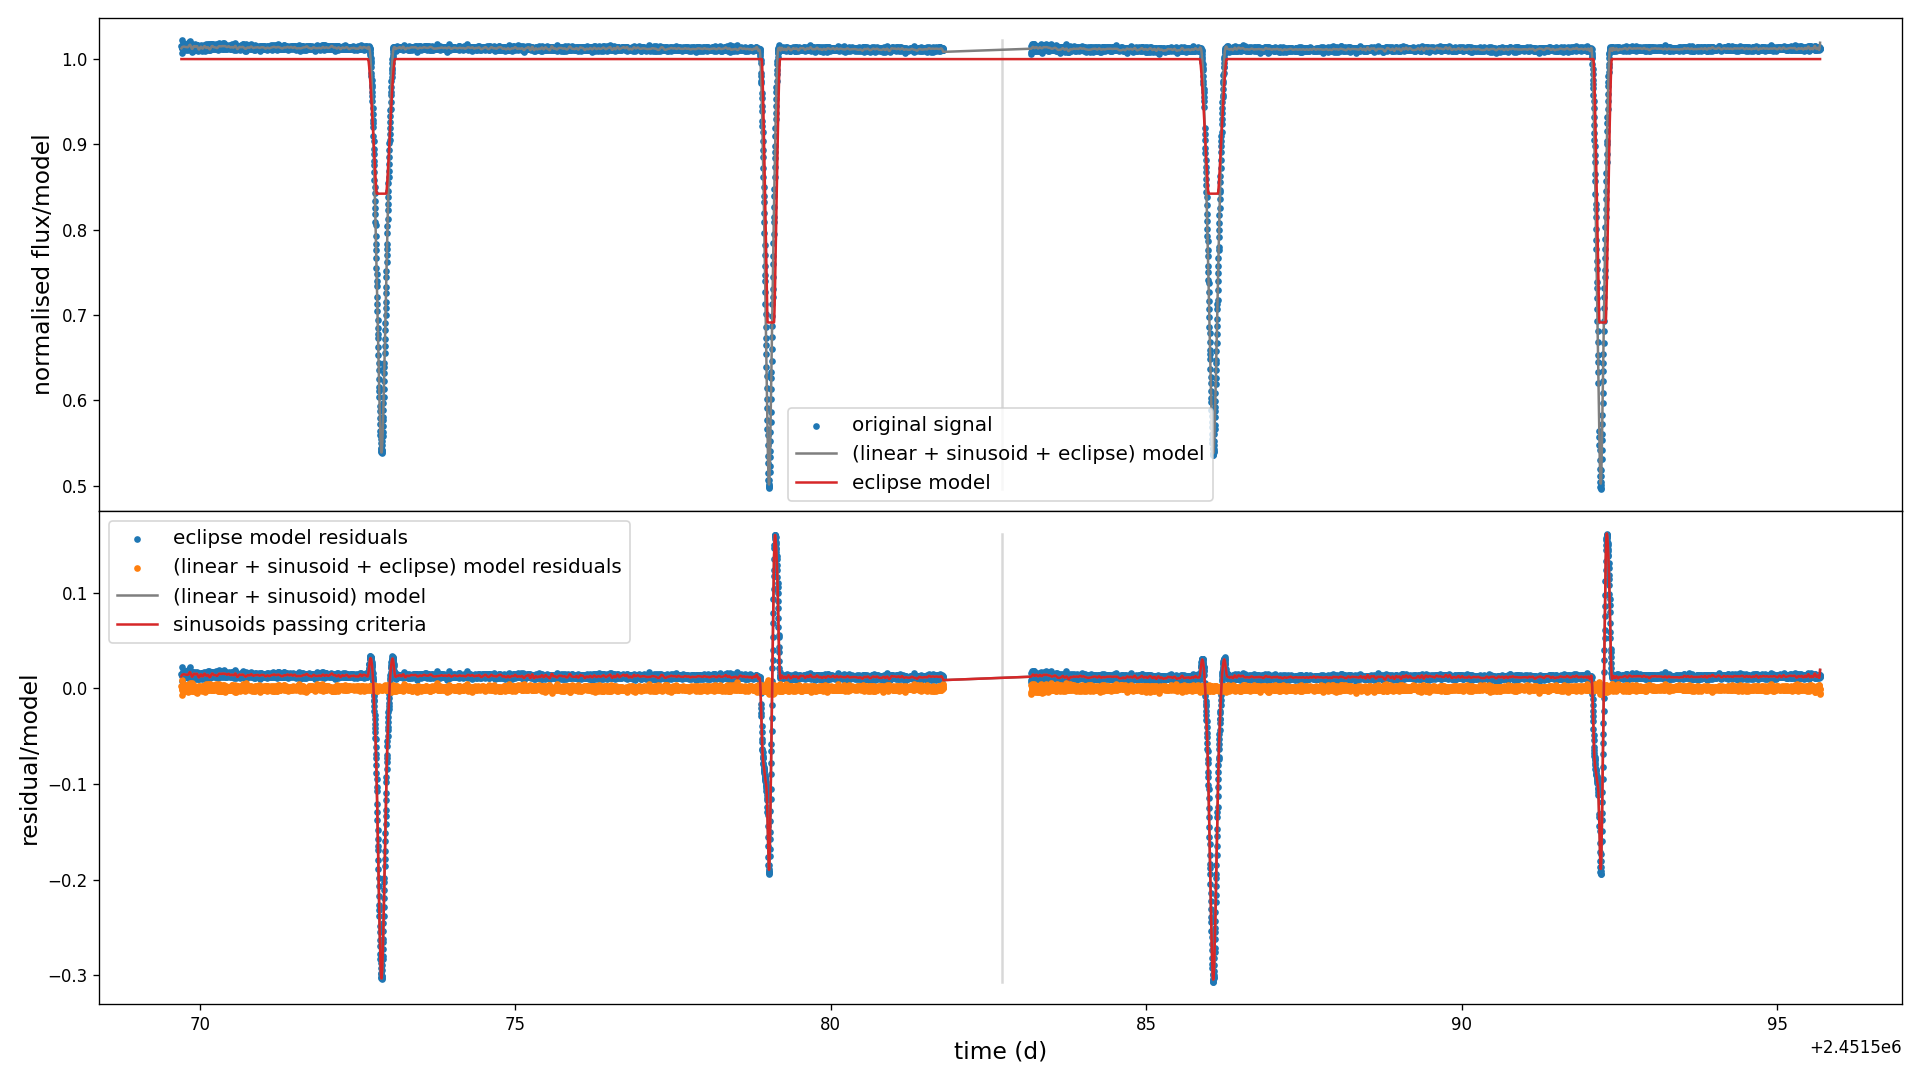 normalised flux/model
1.0
0.9
0.8
0.7
0.6
0.5
original signal
(linear + sinusoid + eclipse) model
eclipse model
residual/model
0.1
0.0
−0.1
−0.2
−0.3
eclipse model residuals
(linear + sinusoid + eclipse) model residuals
(linear + sinusoid) model
sinusoids passing criteria
70 75 80 85 90 95
time (d)
+2.4515e6